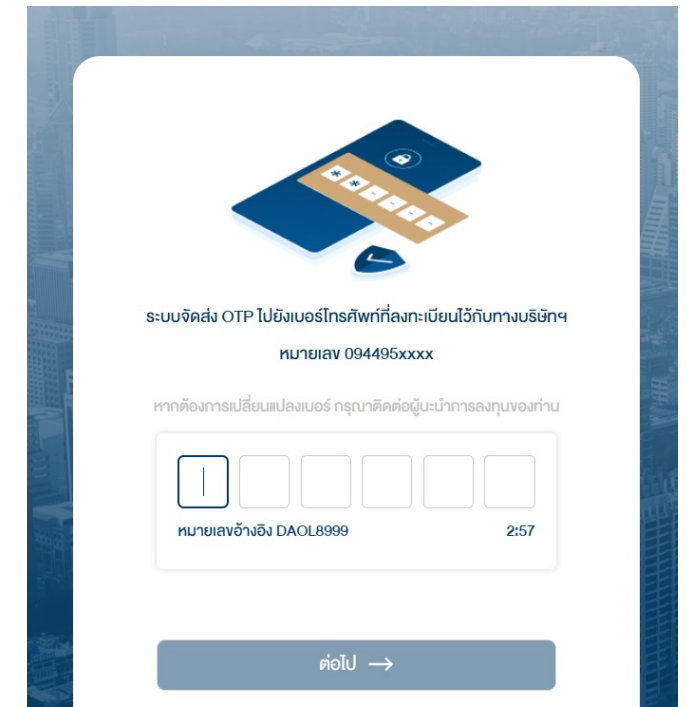 ระบบจัดส่ง OTP ไปยังเบอร์โทรศัพท์ที่ลงทะเบียนไว้กับทางบริษัทฯ
หมายเลข 094495xxxx
หากต้องการเปลี่ยนแปลงเบอร์ กรุณาติดต่อผู้แนะนำการลงทุนของท่าน
หมายเลขอ้างอิง DAOL8999 2:57
ต่อไป →